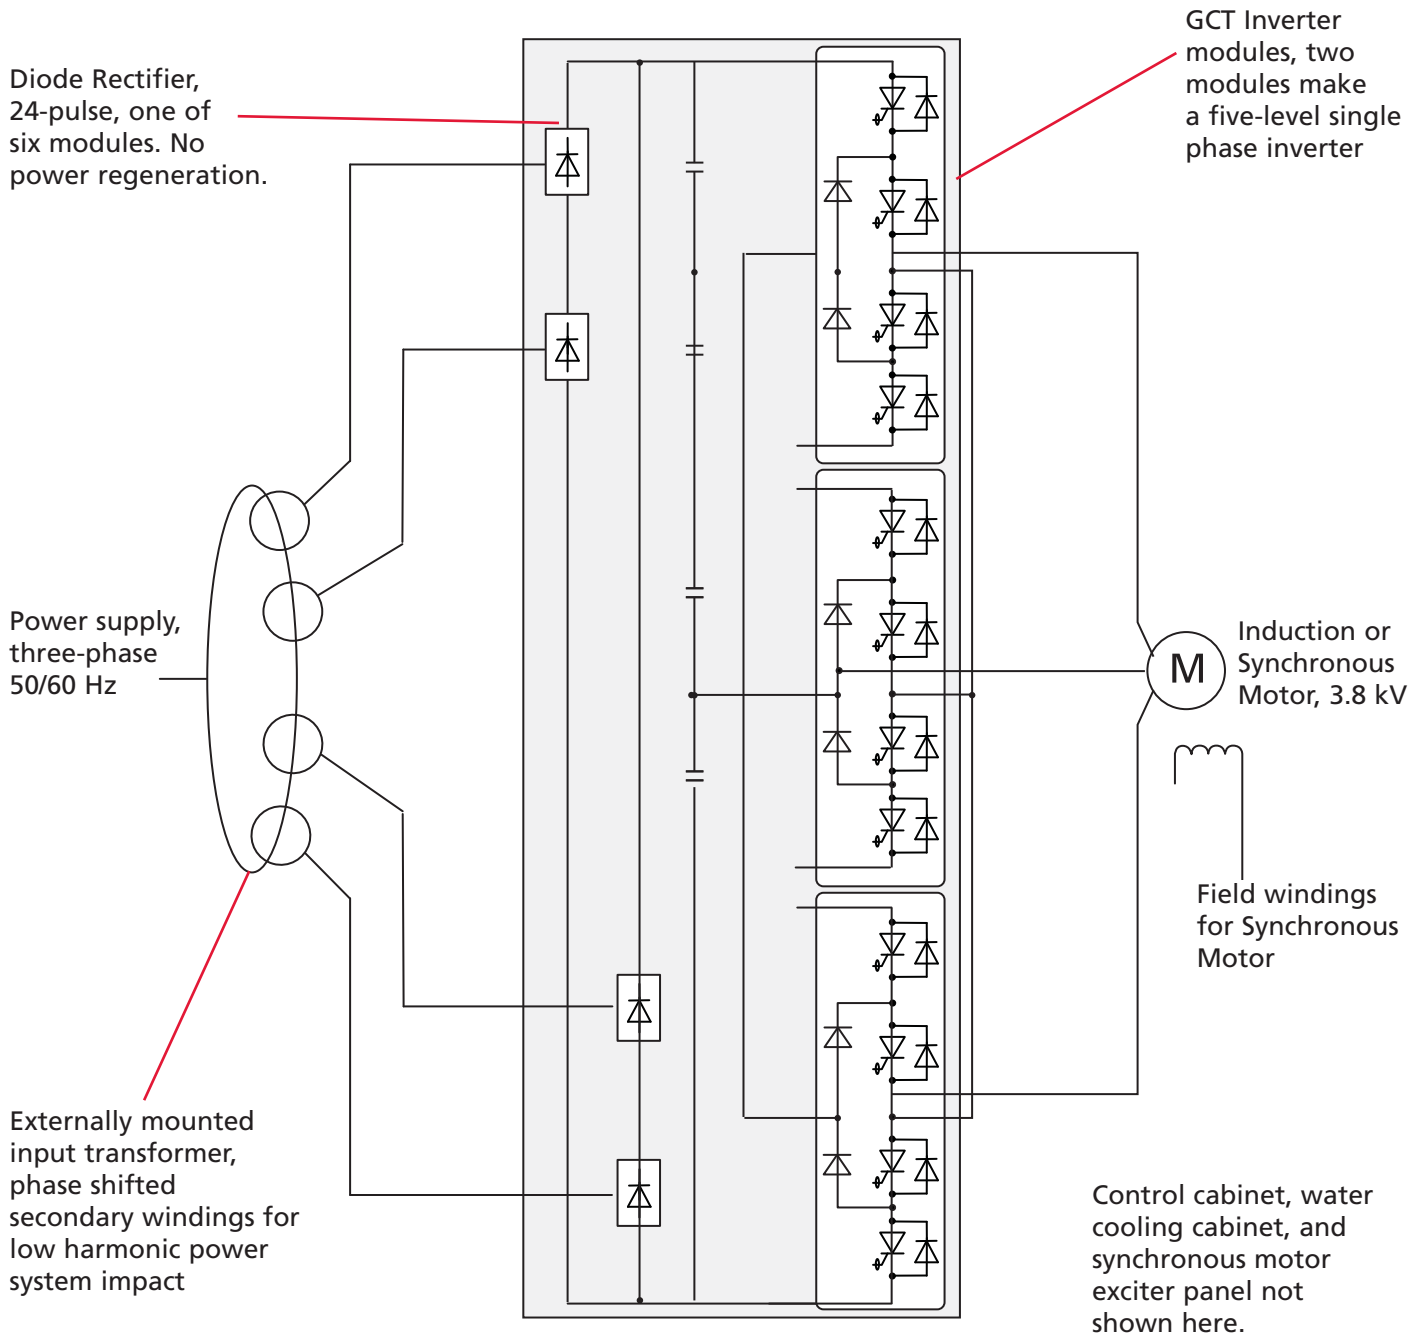 Diode Rectifier,
24-pulse, one of
six modules. No
power regeneration.
GCT Inverter
modules, two
modules make
a five-level single
phase inverter
Power supply,
three-phase
50/60 Hz
M
Induction or
Synchronous
Motor, 3.8 kV
Field windings
for Synchronous
Motor
Externally mounted
input transformer,
phase shifted
secondary windings for
low harmonic power
system impact
Control cabinet, water
cooling cabinet, and
synchronous motor
exciter panel not
shown here.